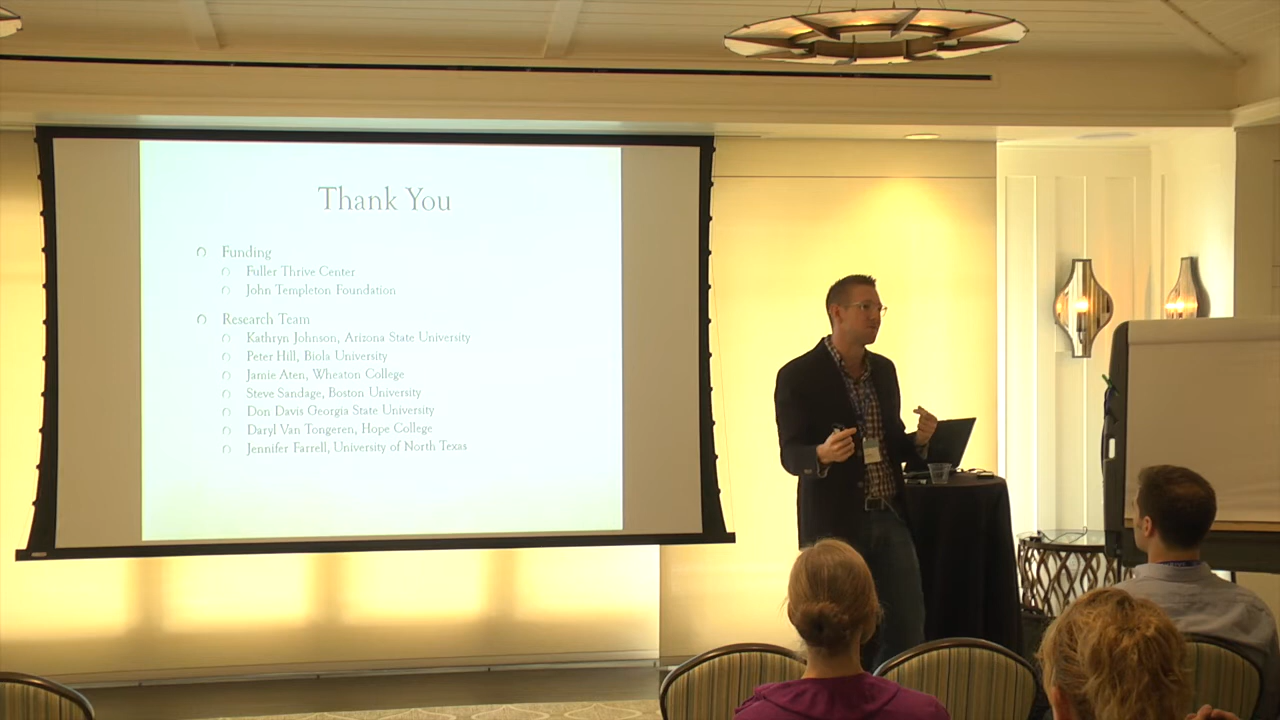 Thank You
Funding
Fuller Thrive Center
John Templeton Foundation
Research Team
Kathryn Johnson, Arizona State University
Peter Hill, Biola University
Jamie Aten, Wheaton College
Steve Sandage, Boston University
Don Davis Georgia State University
Daryl Van Tongeren, Hope College
Jennifer Farrell, University of North Texas